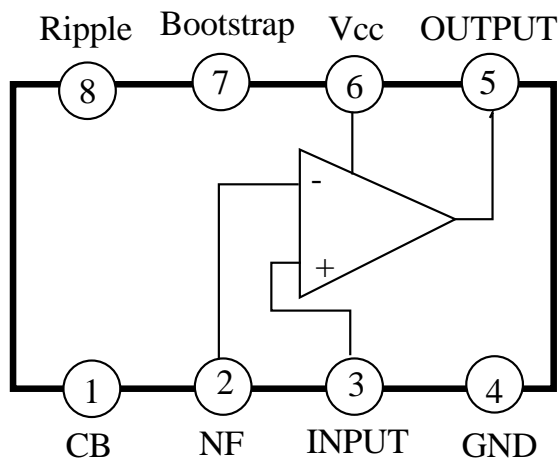 Ripple Bootstrap Vcc OUTPUT
8 7 6 5
-
+
1 2 3 4
CB NF INPUT GND